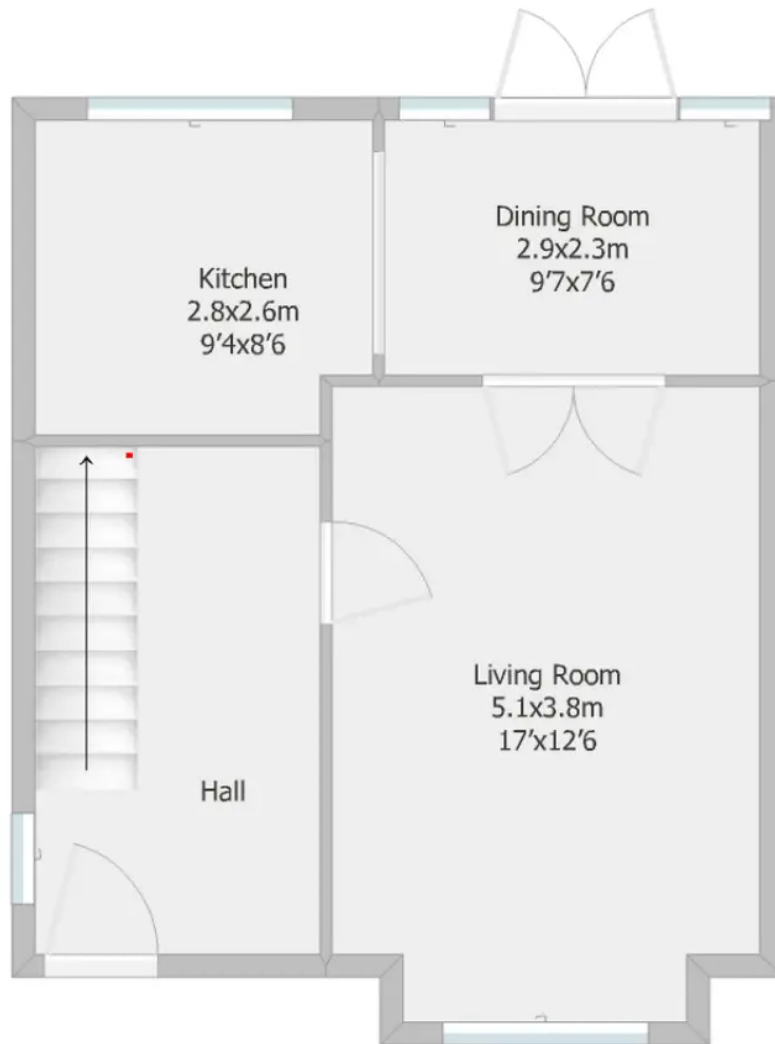 Dining Room
2.9x2.3m
9'7x7'6
Kitchen
2.8x2.6m
9'4x8'6
Living Room
5.1x3.8m
17'x12'6
Hall